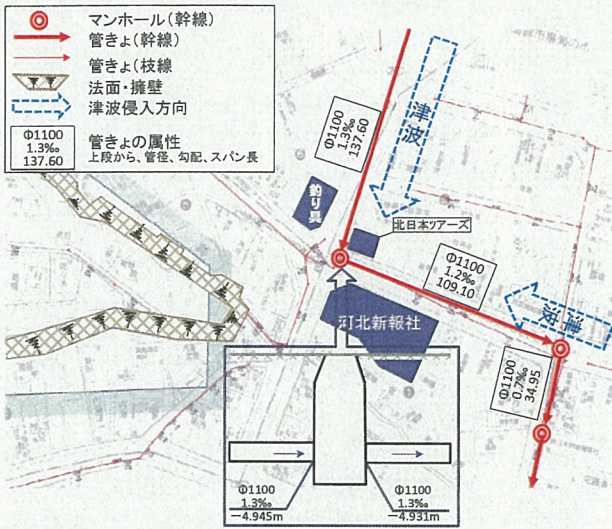 マンホール(幹線)
管きょ(幹線)
管きょ(枝線
法面・擁壁
津波侵入方向
Φ1100
1.3‰
137.60
管きょの属性
上段から、管径、勾配、スパン長
Φ1100
1.3‰
137.60
津波
釣り具
北日本ツアーズ
Φ1100
1.2‰
109.10
津波
河北新報社
Φ1100
0.7‰
34.95
Φ1100
1.3‰
−4.945m
Φ1100
1.3‰
−4.931m